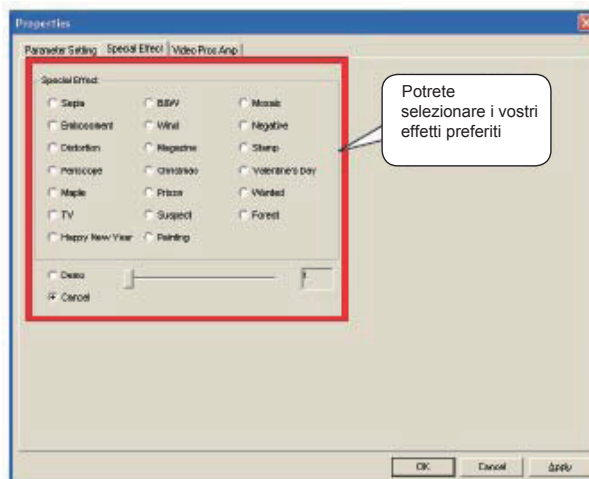 Properties
Parameter Setting Special Effect Video Proc Amp
Special Effect
Sepia B&W Mosaic
Embossment Wind Negative
Distortion Magazine Stamp
Periscope Christmas Valentine's Day
Maple Prison Wanted
TV Suspect Forest
Happy New Year Painting
Demo
Cancel
Potrete
selezionare i vostri
effetti preferiti
OK Cancel Apply